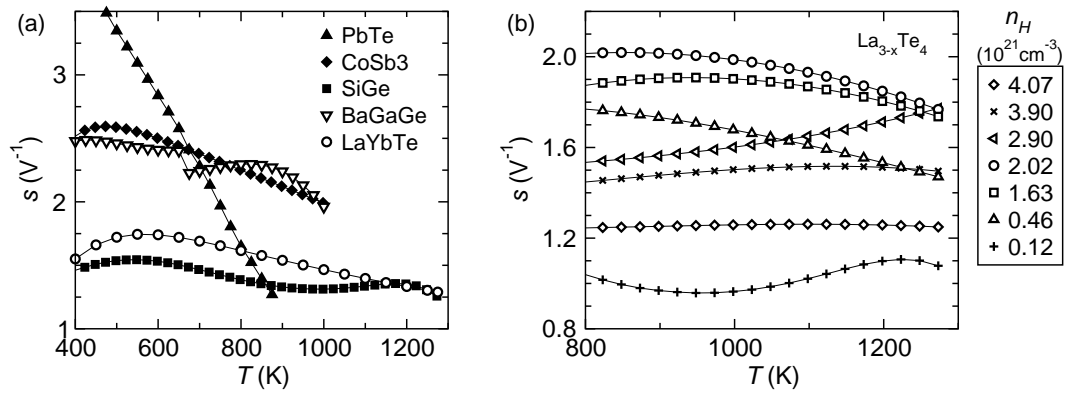 (a)
PbTe
CoSb3
SiGe
BaGaGe
LaYbTe
3
2
1
s (V⁻¹)
400 600 800 1000 1200
T (K)
(b)
La₃₋ₓTe₄
2.0
1.6
1.2
0.8
s (V⁻¹)
800 1000 1200
T (K)
n_H
(10²¹cm⁻³)
4.07
3.90
2.90
2.02
1.63
0.46
0.12